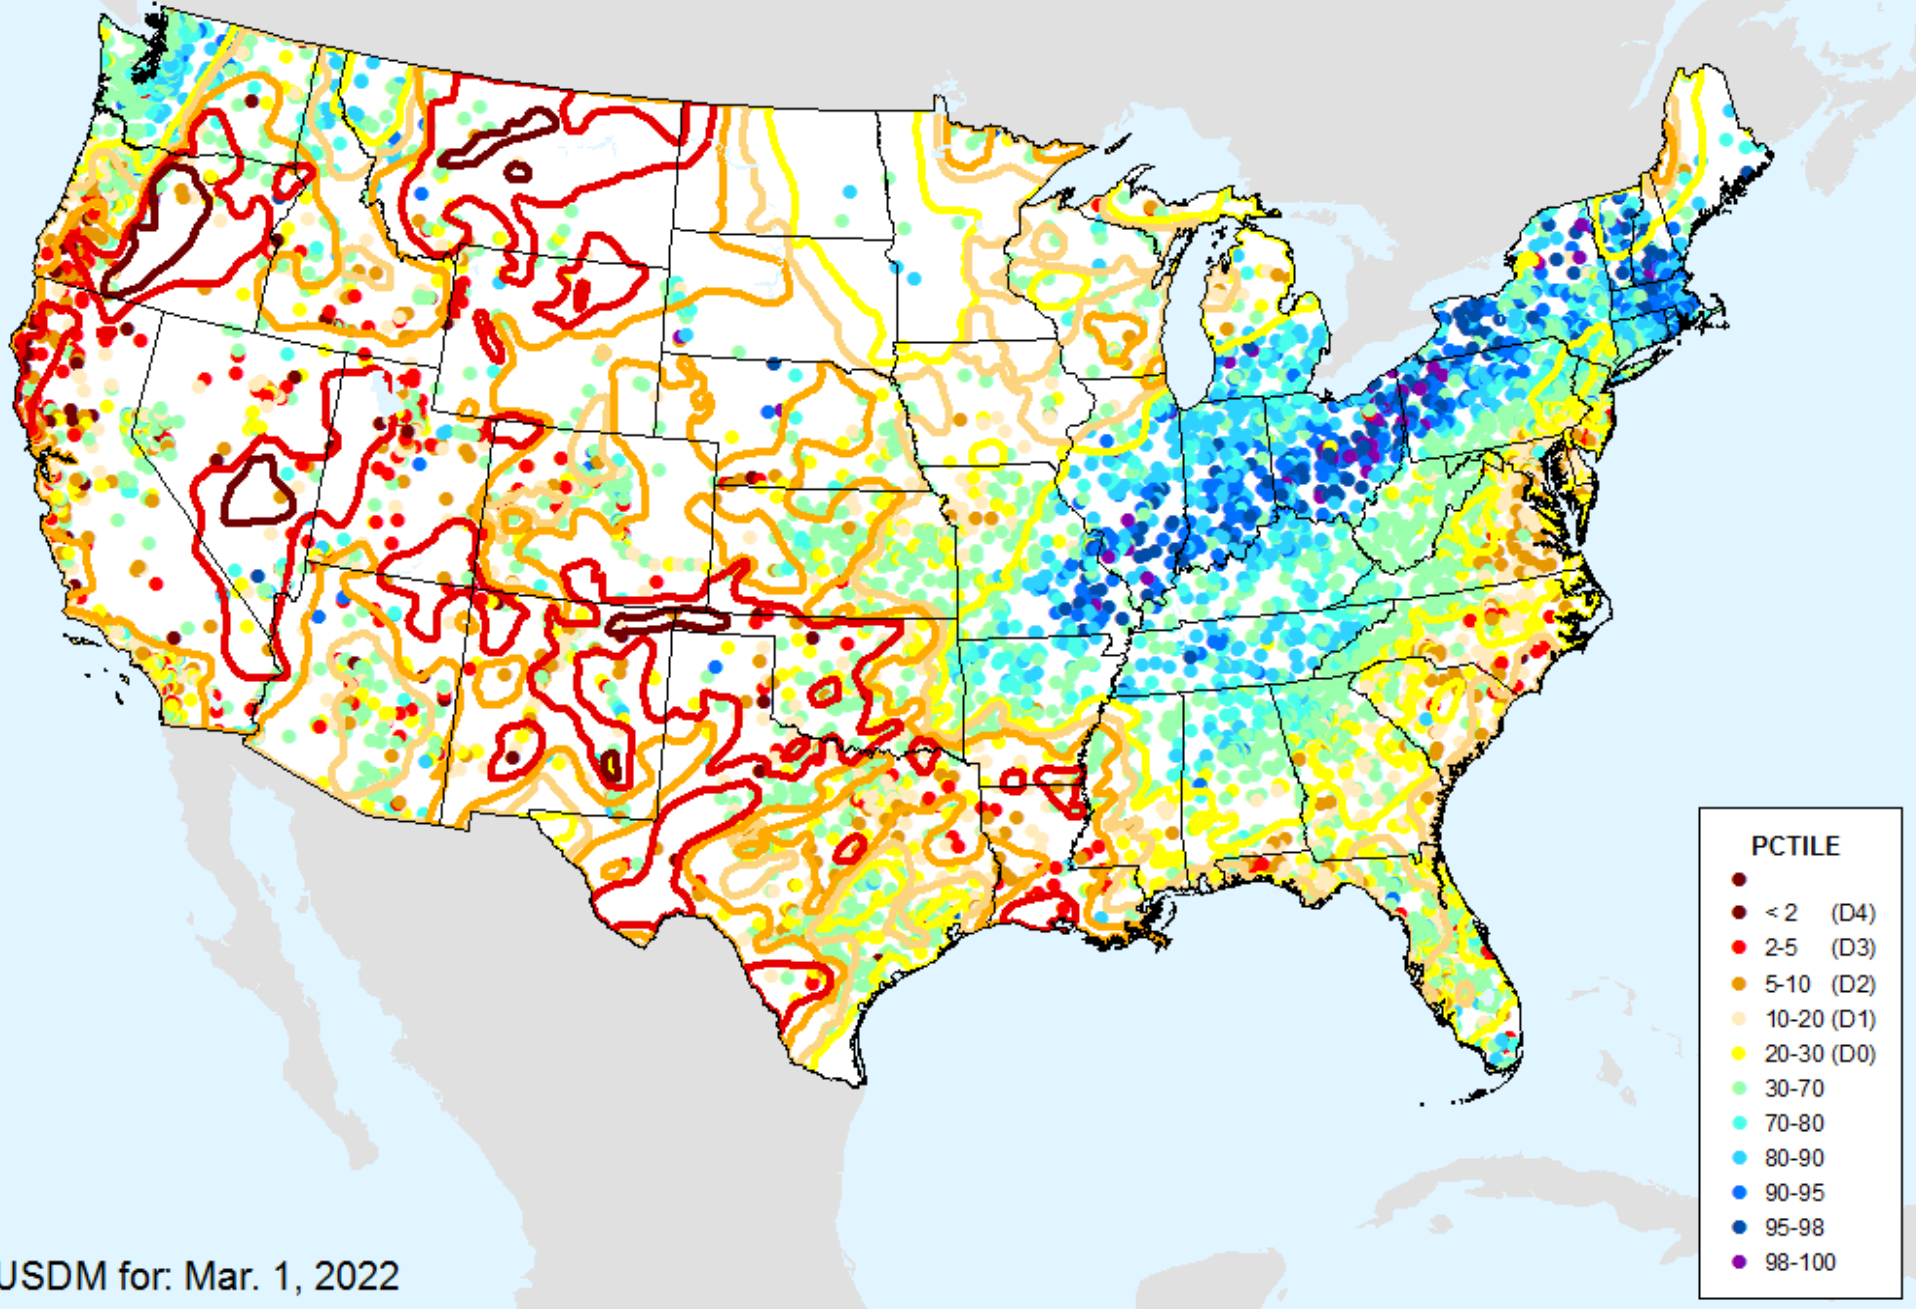 PCTILE
< 2 (D4)
2-5 (D3)
5-10 (D2)
10-20 (D1)
20-30 (D0)
30-70
70-80
80-90
90-95
95-98
98-100
USDM for: Mar. 1, 2022